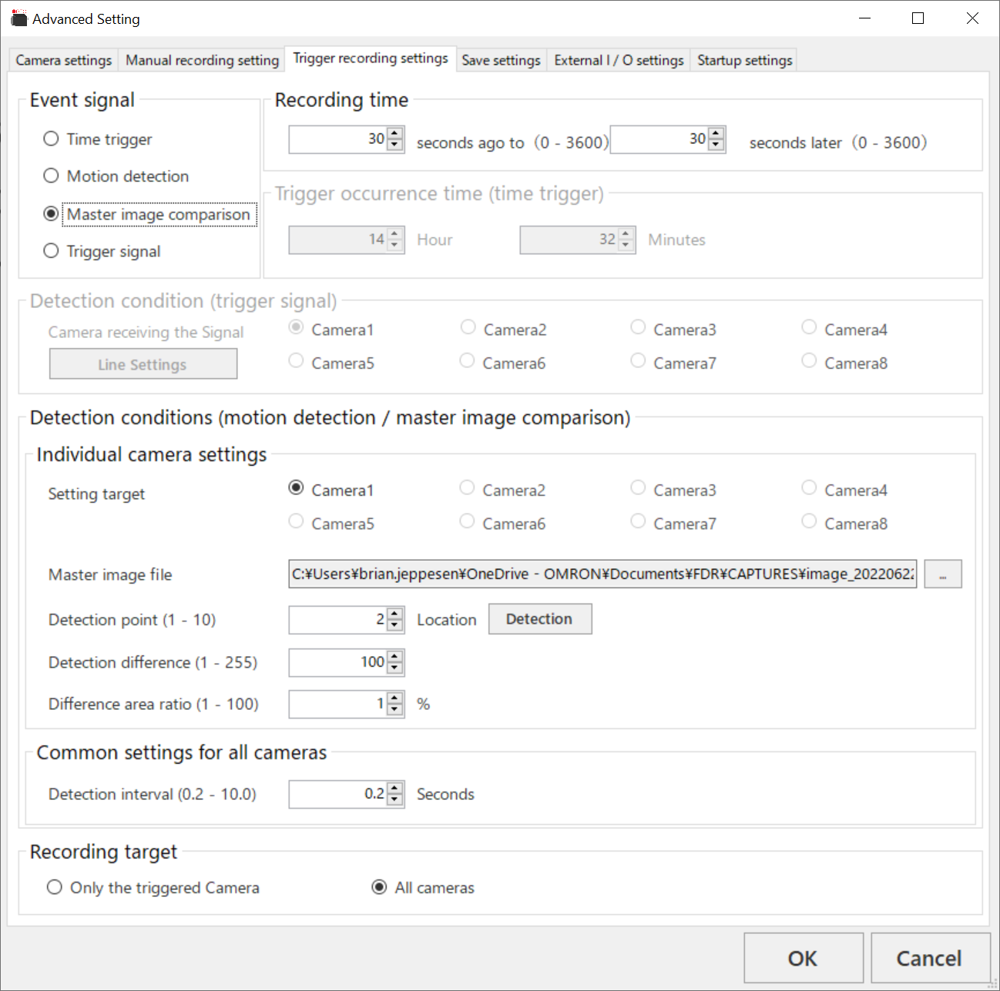 Advanced Setting
Camera settings Manual recording setting Trigger recording settings Save settings External I / O settings Startup settings
Event signal
Time trigger
Motion detection
Master image comparison
Trigger signal
Recording time
30 seconds ago to (0 - 3600) 30 seconds later (0 - 3600)
Trigger occurrence time (time trigger)
14 Hour 32 Minutes
Detection condition (trigger signal)
Camera receiving the Signal
Line Settings
Camera1 Camera2 Camera3 Camera4
Camera5 Camera6 Camera7 Camera8
Detection conditions (motion detection / master image comparison)
Individual camera settings
Setting target
Camera1 Camera2 Camera3 Camera4
Camera5 Camera6 Camera7 Camera8
Master image file C:¥Users¥brian.jeppesen¥OneDrive - OMRON¥Documents¥FDR¥CAPTURES¥image_2022062 ...
Detection point (1 - 10) 2 Location Detection
Detection difference (1 - 255) 100
Difference area ratio (1 - 100) 1 %
Common settings for all cameras
Detection interval (0.2 - 10.0) 0.2 Seconds
Recording target
Only the triggered Camera All cameras
OK Cancel